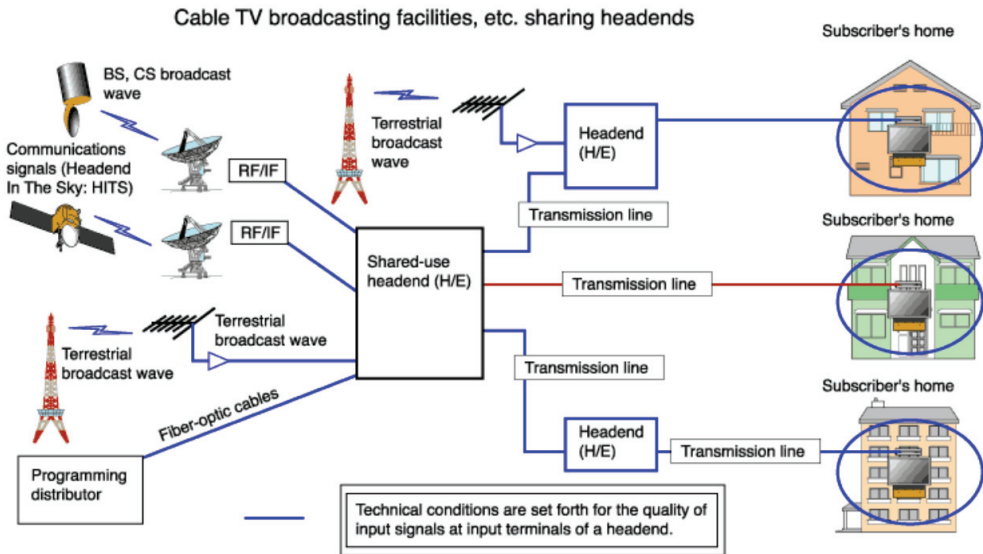 Cable TV broadcasting facilities, etc. sharing headends
Subscriber's home
BS, CS broadcast
wave
Communications
signals (Headend
In The Sky: HITS)
RF/IF
RF/IF
Terrestrial
broadcast
wave
Headend
(H/E)
Transmission line
Subscriber's home
Shared-use
headend (H/E)
Transmission line
Terrestrial
broadcast wave
Terrestrial
broadcast wave
Transmission line
Subscriber's home
Fiber-optic cables
Headend
(H/E)
Transmission line
Programming
distributor
Technical conditions are set forth for the quality of
input signals at input terminals of a headend.